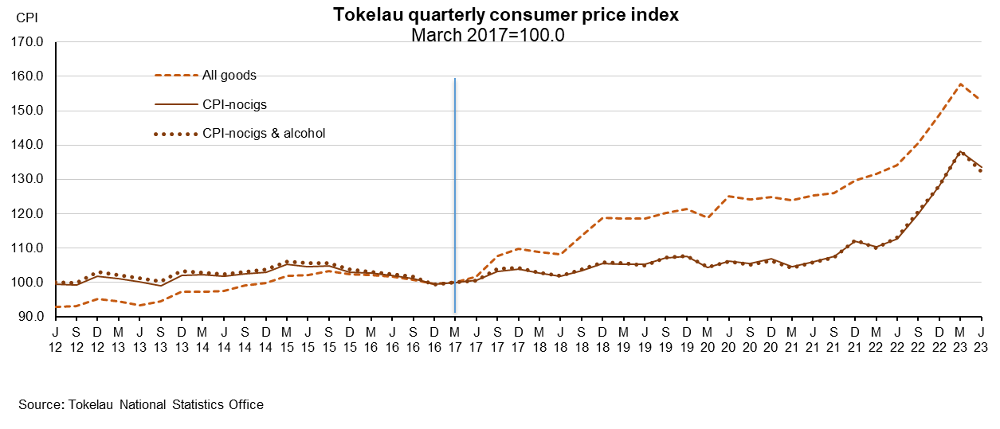 Tokelau quarterly consumer price index
CPI
March 2017=100.0
170.0
160.0
All goods
150.0
CPI-nocigs
140.0
CPI-nocigs & alcohol
130.0
120.0
110.0
100.0
90.0
J S D M J S D M J S D M J S D M J S D M J S D M J S D M J S D M J S D M J S D M J S D M J
12 12 12 13 13 13 13 14 14 14 14 15 15 15 15 16 16 16 16 17 17 17 17 18 18 18 18 19 19 19 19 20 20 20 20 21 21 21 21 22 22 22 22 23 23
Source: Tokelau National Statistics Office